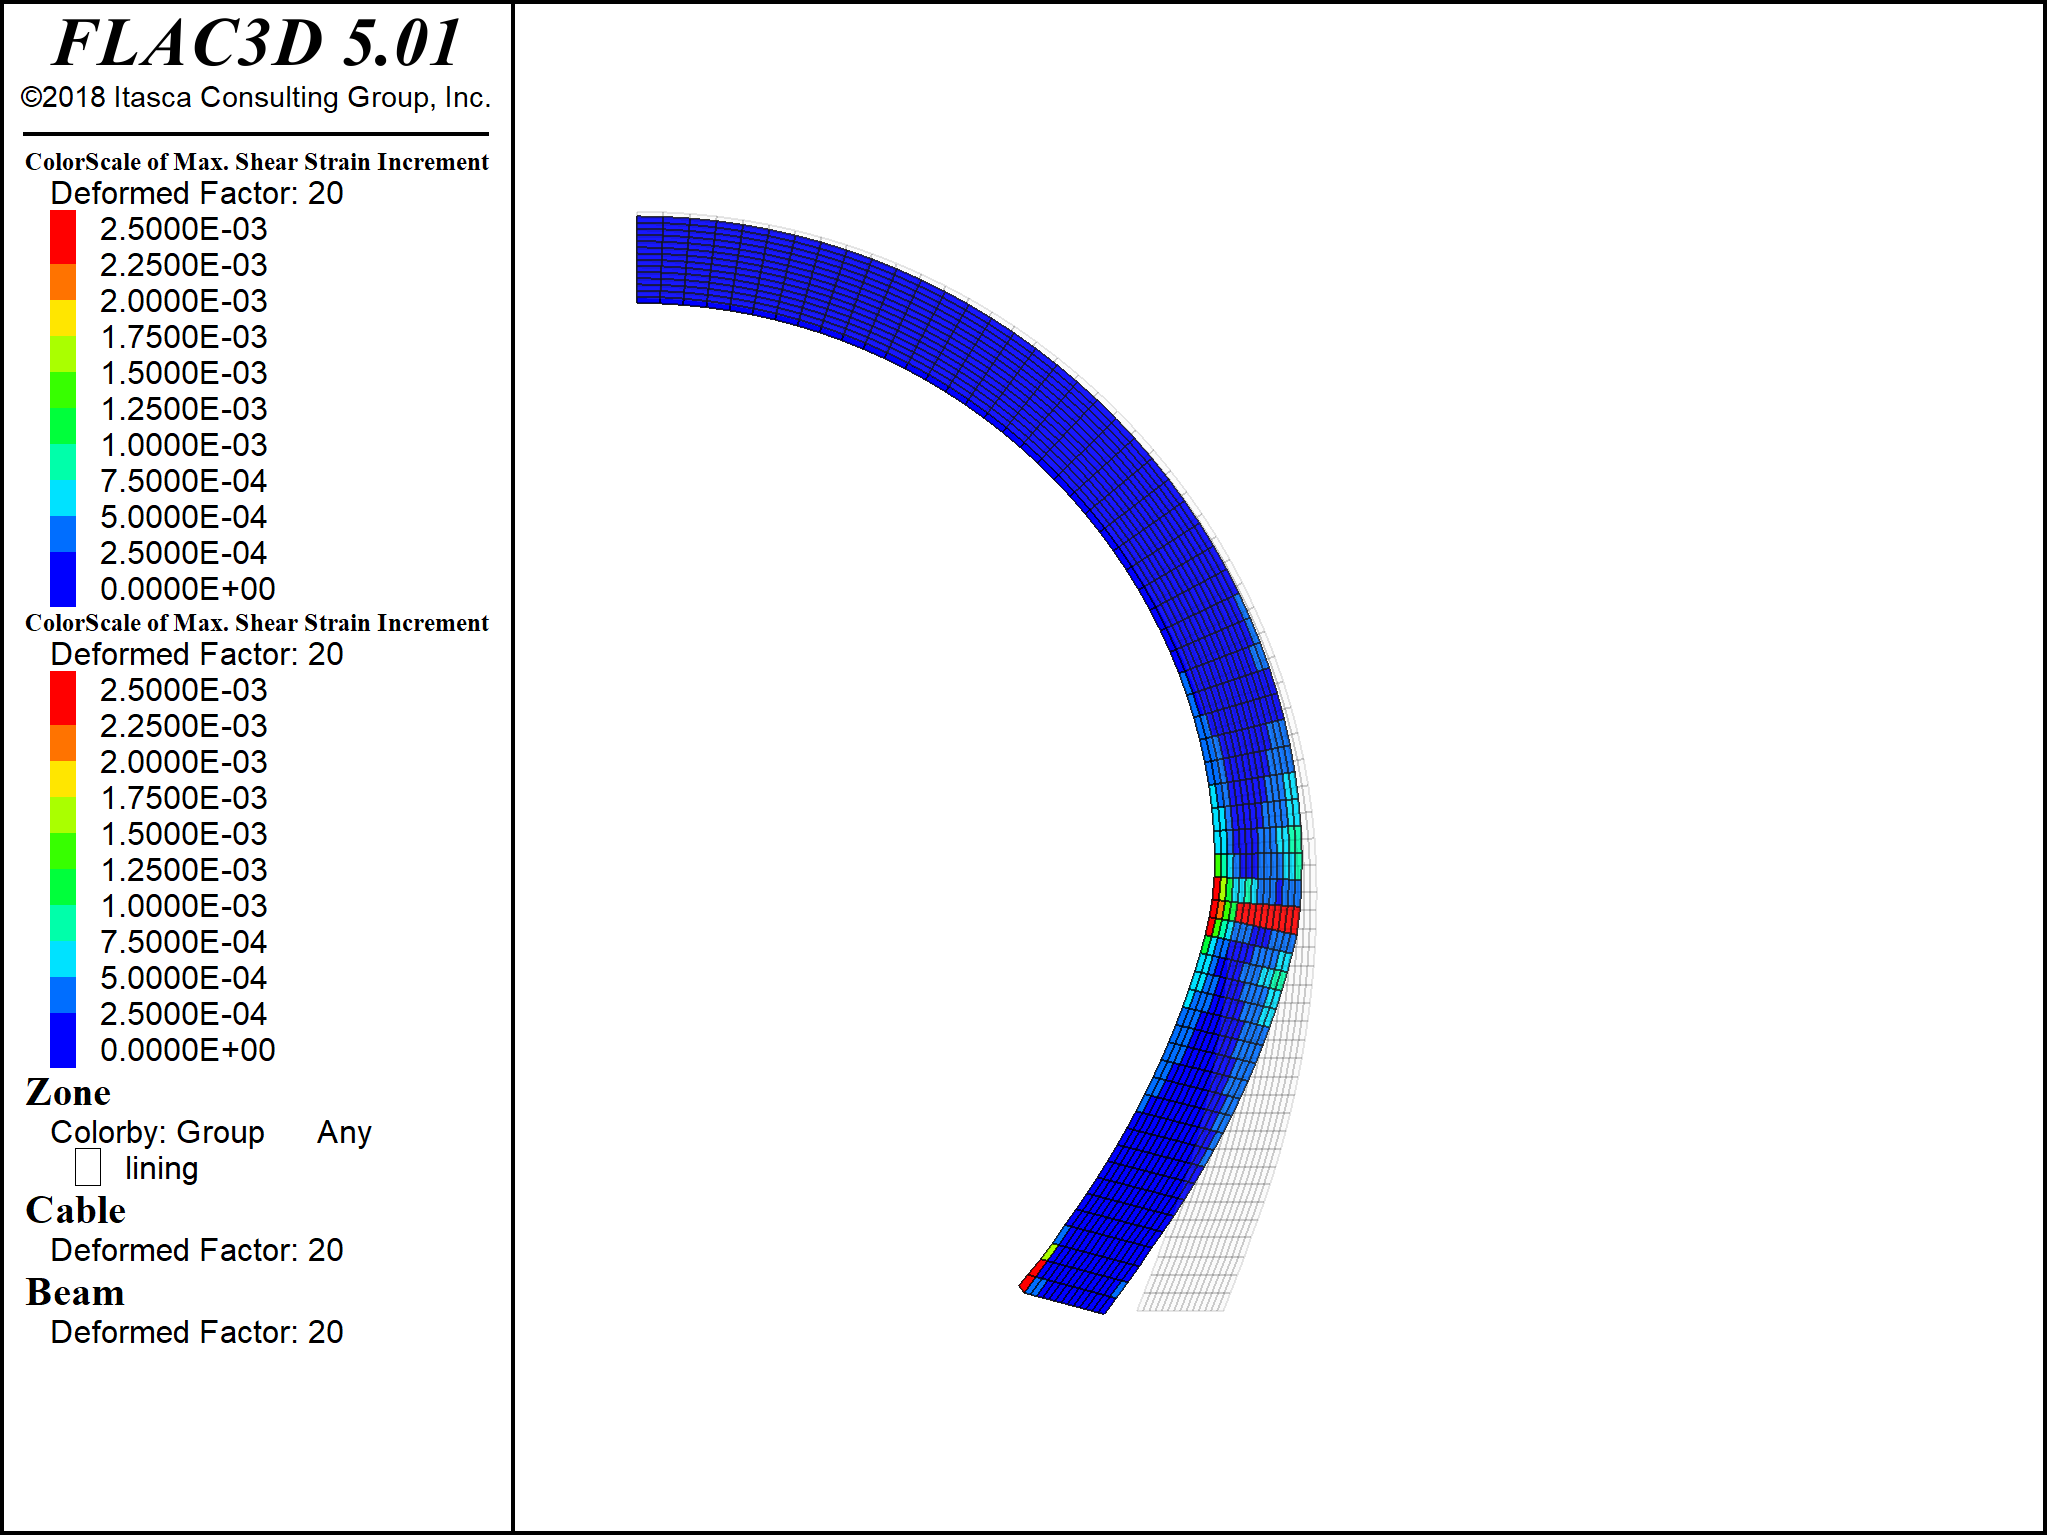 FLAC3D 5.01
©2018 Itasca Consulting Group, Inc.
ColorScale of Max. Shear Strain Increment
Deformed Factor: 20
2.5000E-03
2.2500E-03
2.0000E-03
1.7500E-03
1.5000E-03
1.2500E-03
1.0000E-03
7.5000E-04
5.0000E-04
2.5000E-04
0.0000E+00
ColorScale of Max. Shear Strain Increment
Deformed Factor: 20
2.5000E-03
2.2500E-03
2.0000E-03
1.7500E-03
1.5000E-03
1.2500E-03
1.0000E-03
7.5000E-04
5.0000E-04
2.5000E-04
0.0000E+00
Zone
Colorby: Group Any
lining
Cable
Deformed Factor: 20
Beam
Deformed Factor: 20